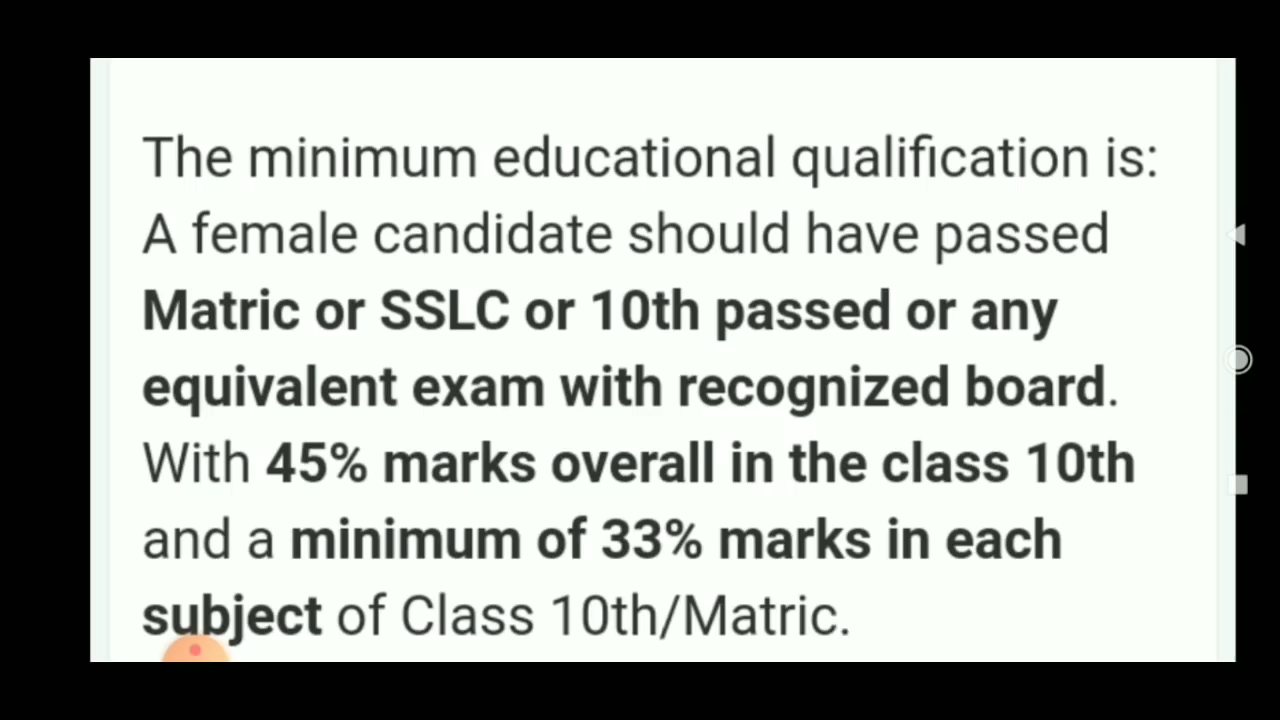 The minimum educational qualification is:
A female candidate should have passed
Matric or SSLC or 10th passed or any
equivalent exam with recognized board.
With 45% marks overall in the class 10th
and a minimum of 33% marks in each
subject of Class 10th/Matric.